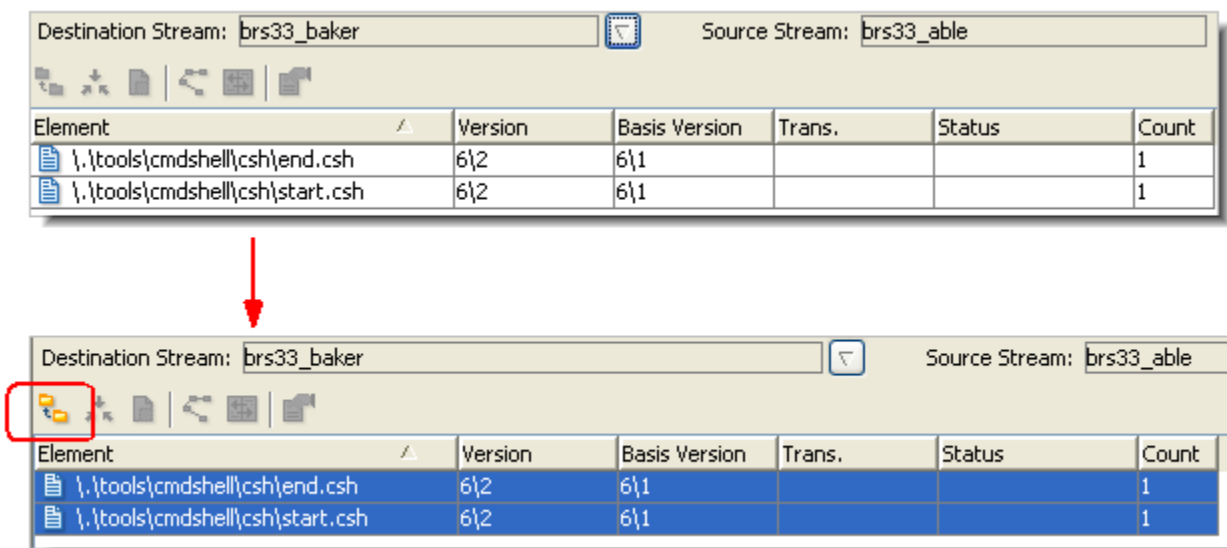 Destination Stream: brs33_baker Source Stream: brs33_able
Element Version Basis Version Trans. Status Count
\.\tools\cmdshell\csh\end.csh 6\2 6\1 1
\.\tools\cmdshell\csh\start.csh 6\2 6\1 1
Destination Stream: brs33_baker Source Stream: brs33_able
Element Version Basis Version Trans. Status Count
\.\tools\cmdshell\csh\end.csh 6\2 6\1 1
\.\tools\cmdshell\csh\start.csh 6\2 6\1 1